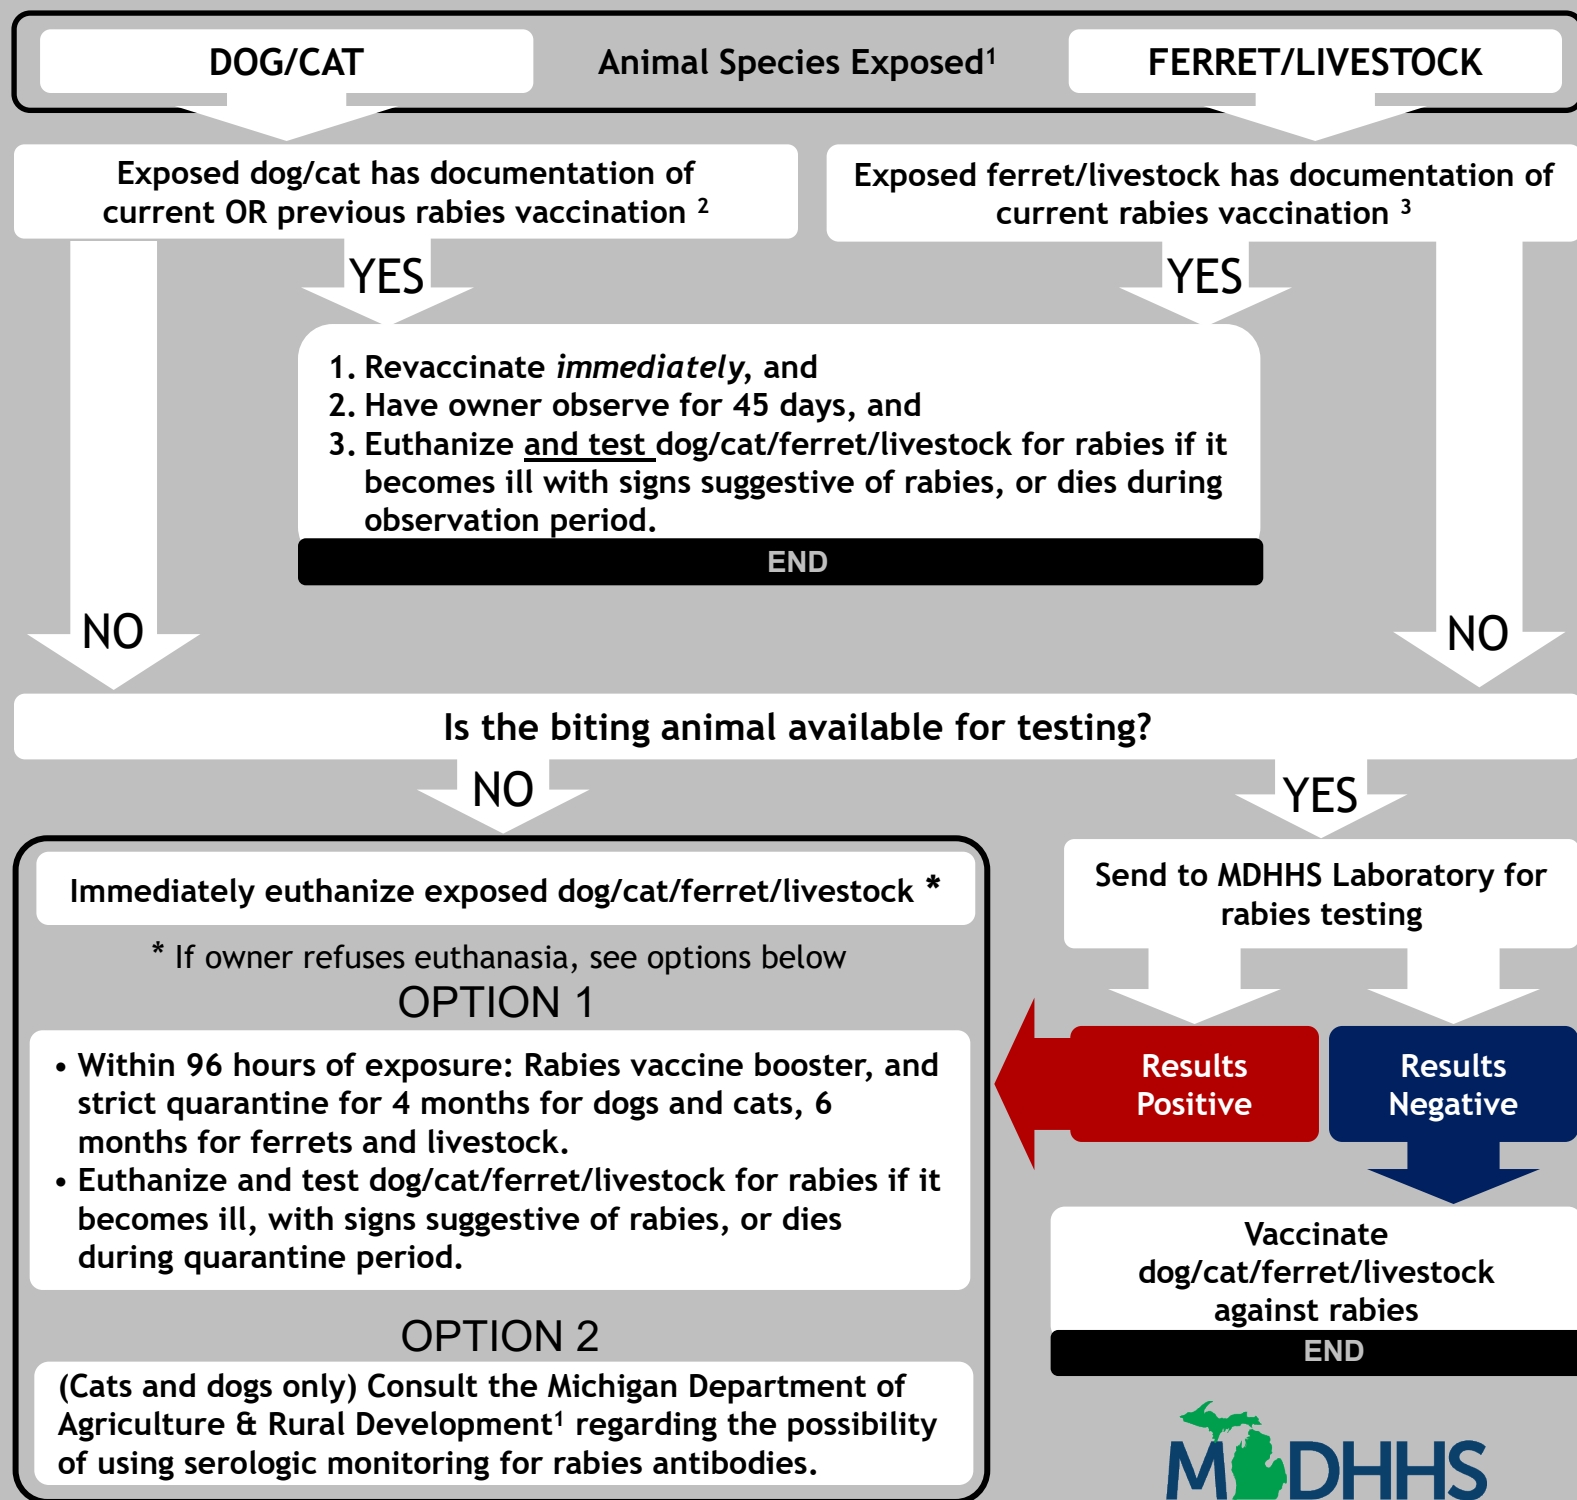 DOG/CAT
Animal Species Exposed¹
FERRET/LIVESTOCK
Exposed dog/cat has documentation of
current OR previous rabies vaccination ²
Exposed ferret/livestock has documentation of
current rabies vaccination ³
YES
YES
1. Revaccinate immediately, and
2. Have owner observe for 45 days, and
3. Euthanize and test dog/cat/ferret/livestock for rabies if it
becomes ill with signs suggestive of rabies, or dies during
observation period.
END
NO
NO
Is the biting animal available for testing?
NO
YES
Immediately euthanize exposed dog/cat/ferret/livestock *
* If owner refuses euthanasia, see options below
OPTION 1
• Within 96 hours of exposure: Rabies vaccine booster, and
strict quarantine for 4 months for dogs and cats, 6
months for ferrets and livestock.
• Euthanize and test dog/cat/ferret/livestock for rabies if it
becomes ill, with signs suggestive of rabies, or dies
during quarantine period.
OPTION 2
(Cats and dogs only) Consult the Michigan Department of
Agriculture & Rural Development¹ regarding the possibility
of using serologic monitoring for rabies antibodies.
Send to MDHHS Laboratory for
rabies testing
Results
Positive
Results
Negative
Vaccinate
dog/cat/ferret/livestock
against rabies
END
MDHHS